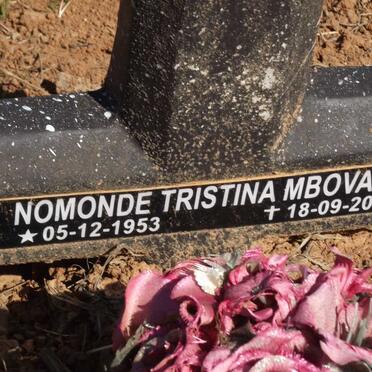 NOMONDE TRISTINA MBOVA
★ 05-12-1953 ✝ 18-09-20